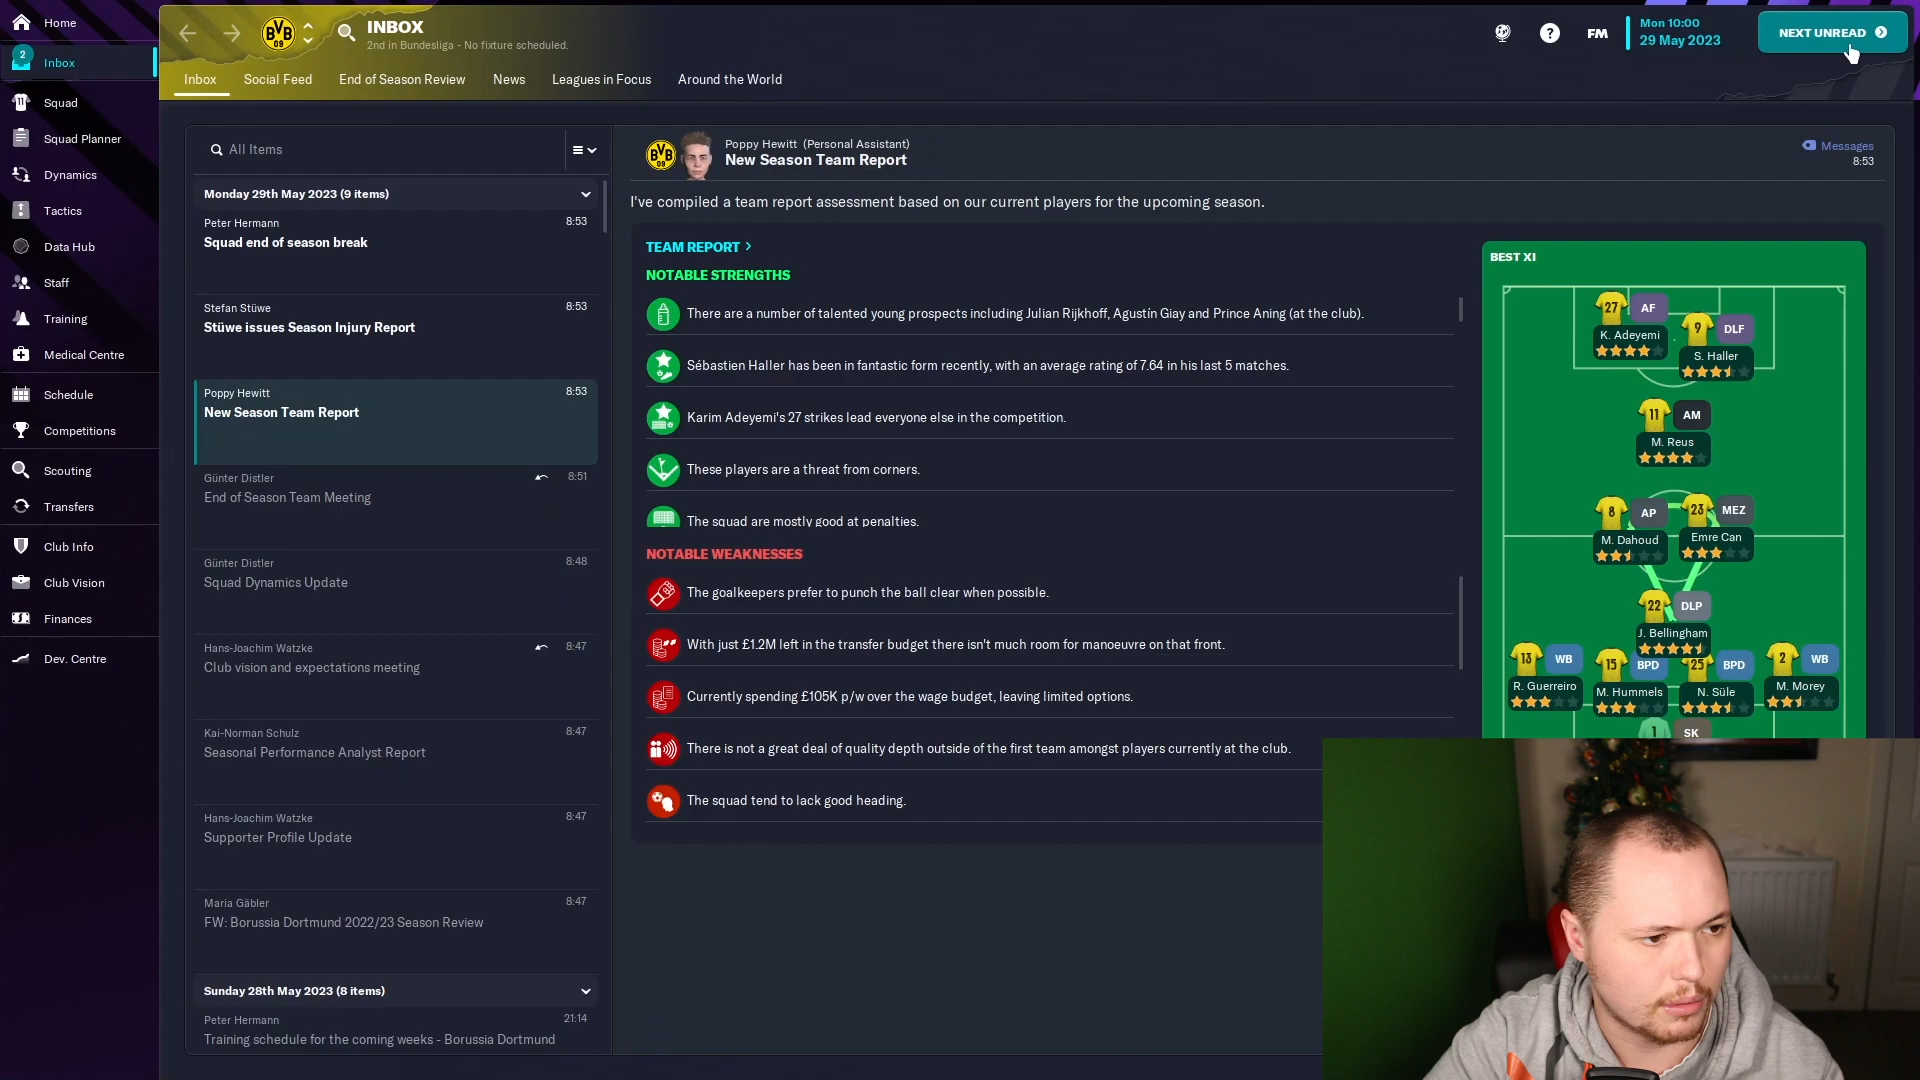 Home
2
Inbox
Squad
Squad Planner
Dynamics
Tactics
Data Hub
Staff
Training
Medical Centre
Schedule
Competitions
Scouting
Transfers
Club Info
Club Vision
Finances
Dev. Centre
BVB
09
INBOX
2nd in Bundesliga - No fixture scheduled.
FM
Mon 10:00
29 May 2023
NEXT UNREAD
Inbox
Social Feed
End of Season Review
News
Leagues in Focus
Around the World
All Items
Monday 29th May 2023 (9 items)
Peter Hermann 8:53
Squad end of season break
Stefan Stüwe 8:53
Stüwe issues Season Injury Report
Poppy Hewitt 8:53
New Season Team Report
Günter Distler 8:51
End of Season Team Meeting
Günter Distler 8:48
Squad Dynamics Update
Hans-Joachim Watzke 8:47
Club vision and expectations meeting
Kai-Norman Schulz 8:47
Seasonal Performance Analyst Report
Hans-Joachim Watzke 8:47
Supporter Profile Update
Maria Gäbler 8:47
FW: Borussia Dortmund 2022/23 Season Review
Sunday 28th May 2023 (8 items)
Peter Hermann 21:14
Training schedule for the coming weeks - Borussia Dortmund
BVB
09
Poppy Hewitt (Personal Assistant)
New Season Team Report
Messages
8:53
I've compiled a team report assessment based on our current players for the upcoming season.
TEAM REPORT >
NOTABLE STRENGTHS
There are a number of talented young prospects including Julian Rijkhoff, Agustín Giay and Prince Aning (at the club).
Sébastien Haller has been in fantastic form recently, with an average rating of 7.64 in his last 5 matches.
Karim Adeyemi's 27 strikes lead everyone else in the competition.
These players are a threat from corners.
The squad are mostly good at penalties.
NOTABLE WEAKNESSES
The goalkeepers prefer to punch the ball clear when possible.
With just £1.2M left in the transfer budget there isn't much room for manoeuvre on that front.
Currently spending £105K p/w over the wage budget, leaving limited options.
There is not a great deal of quality depth outside of the first team amongst players currently at the club.
The squad tend to lack good heading.
BEST XI
27 AF
K. Adeyemi
9 DLF
S. Haller
11 AM
M. Reus
8 AP
M. Dahoud
23 MEZ
Emre Can
22 DLP
J. Bellingham
13 WB
R. Guerreiro
15 BPD
M. Hummels
25 BPD
N. Süle
2 WB
M. Morey
1 SK